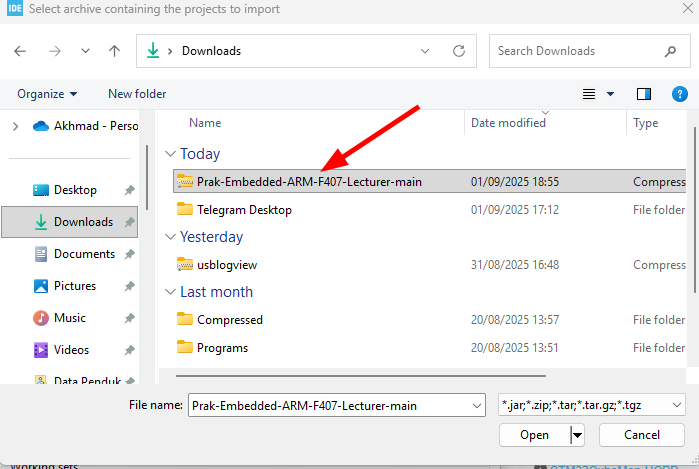 IDE Select archive containing the projects to import
Downloads
Search Downloads
Organize New folder
Akhmad - Perso
Desktop
Downloads
Documents
Pictures
Music
Videos
Data Penduk
Name Date modified Type
Today
Prak-Embedded-ARM-F407-Lecturer-main 01/09/2025 18:55 Compress
Telegram Desktop 01/09/2025 17:12 File folder
Yesterday
usblogview 31/08/2025 16:48 Compress
Last month
Compressed 20/08/2025 13:57 File folder
Programs 20/08/2025 13:51 File folder
File name: Prak-Embedded-ARM-F407-Lecturer-main *.jar;*.zip;*.tar;*.tar.gz;*.tgz
Open Cancel
Working sets